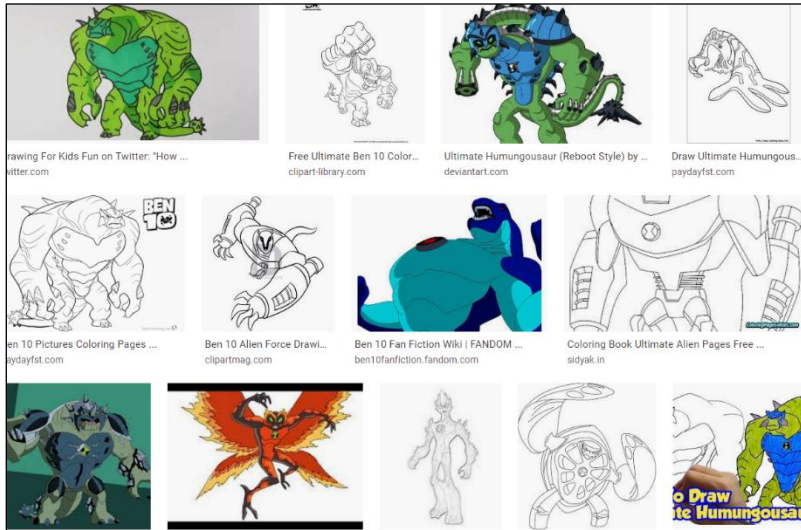 rawing For Kids Fun on Twitter: "How ...
witter.com
Free Ultimate Ben 10 Color...
clipart-library.com
Ultimate Humungousaur (Reboot Style) by ...
deviantart.com
Draw Ultimate Humungous...
paydayfst.com
BEN
10
en 10 Pictures Coloring Pages ...
aydayfst.com
Ben 10 Alien Force Drawi...
clipartmag.com
Ben 10 Fan Fiction Wiki | FANDOM ...
ben10fanfiction.fandom.com
Coloring Book Ultimate Alien Pages Free ...
sidyak.in
o Draw
ate Humungousau